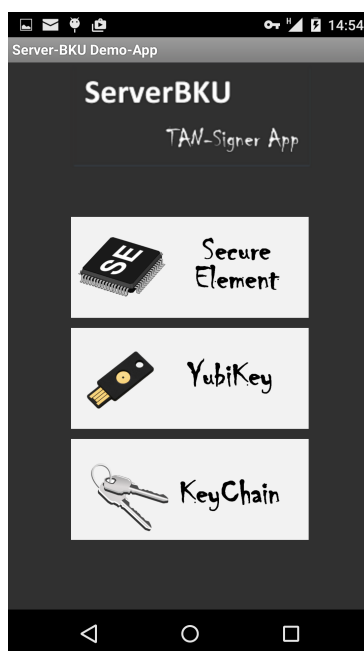 H
14:54
Server-BKU Demo-App
ServerBKU
TAN-Signer App
SE
Secure
Element
YubiKey
KeyChain